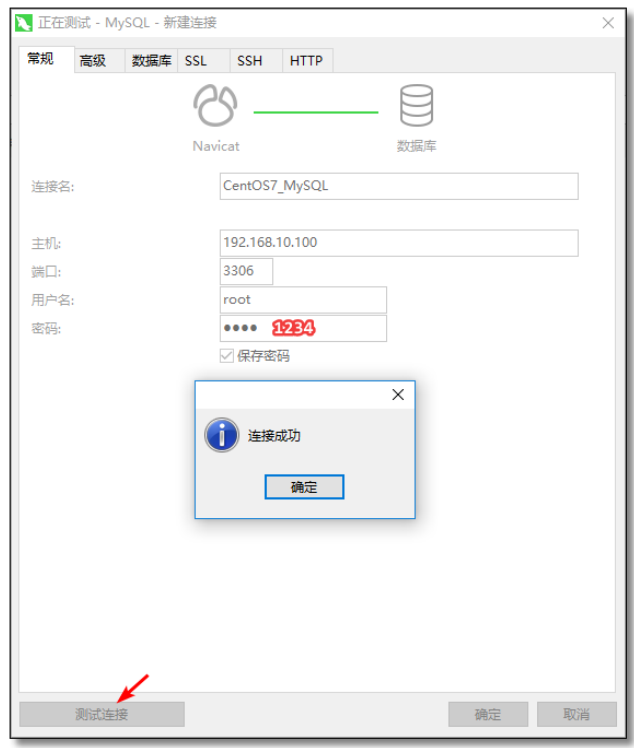 正在测试 - MySQL - 新建连接
常规 高级 数据库 SSL SSH HTTP
Navicat 数据库
连接名: CentOS7_MySQL
主机: 192.168.10.100
端口: 3306
用户名: root
密码: •••• 1234
保存密码
连接成功
确定
测试连接 确定 取消